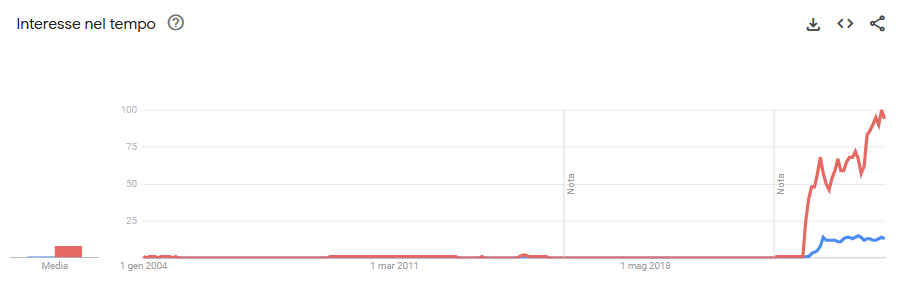 Interesse nel tempo
100
75
50
25
Nota
Nota
Media
1 gen 2004
1 mar 2011
1 mag 2018